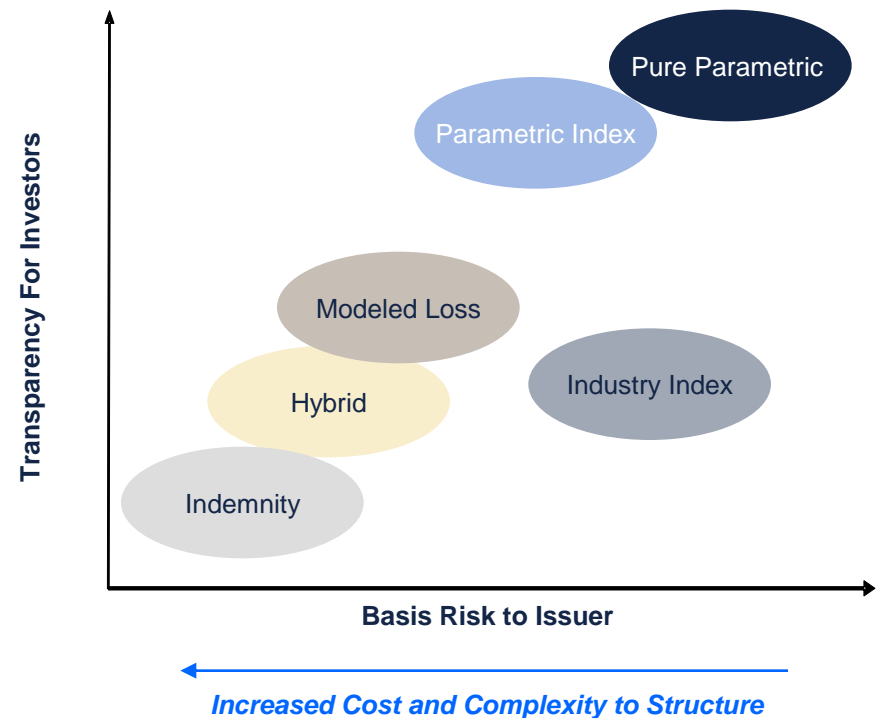 Pure Parametric
Parametric Index
Transparency For Investors
Modeled Loss
Industry Index
Hybrid
Indemnity
Basis Risk to Issuer
Increased Cost and Complexity to Structure